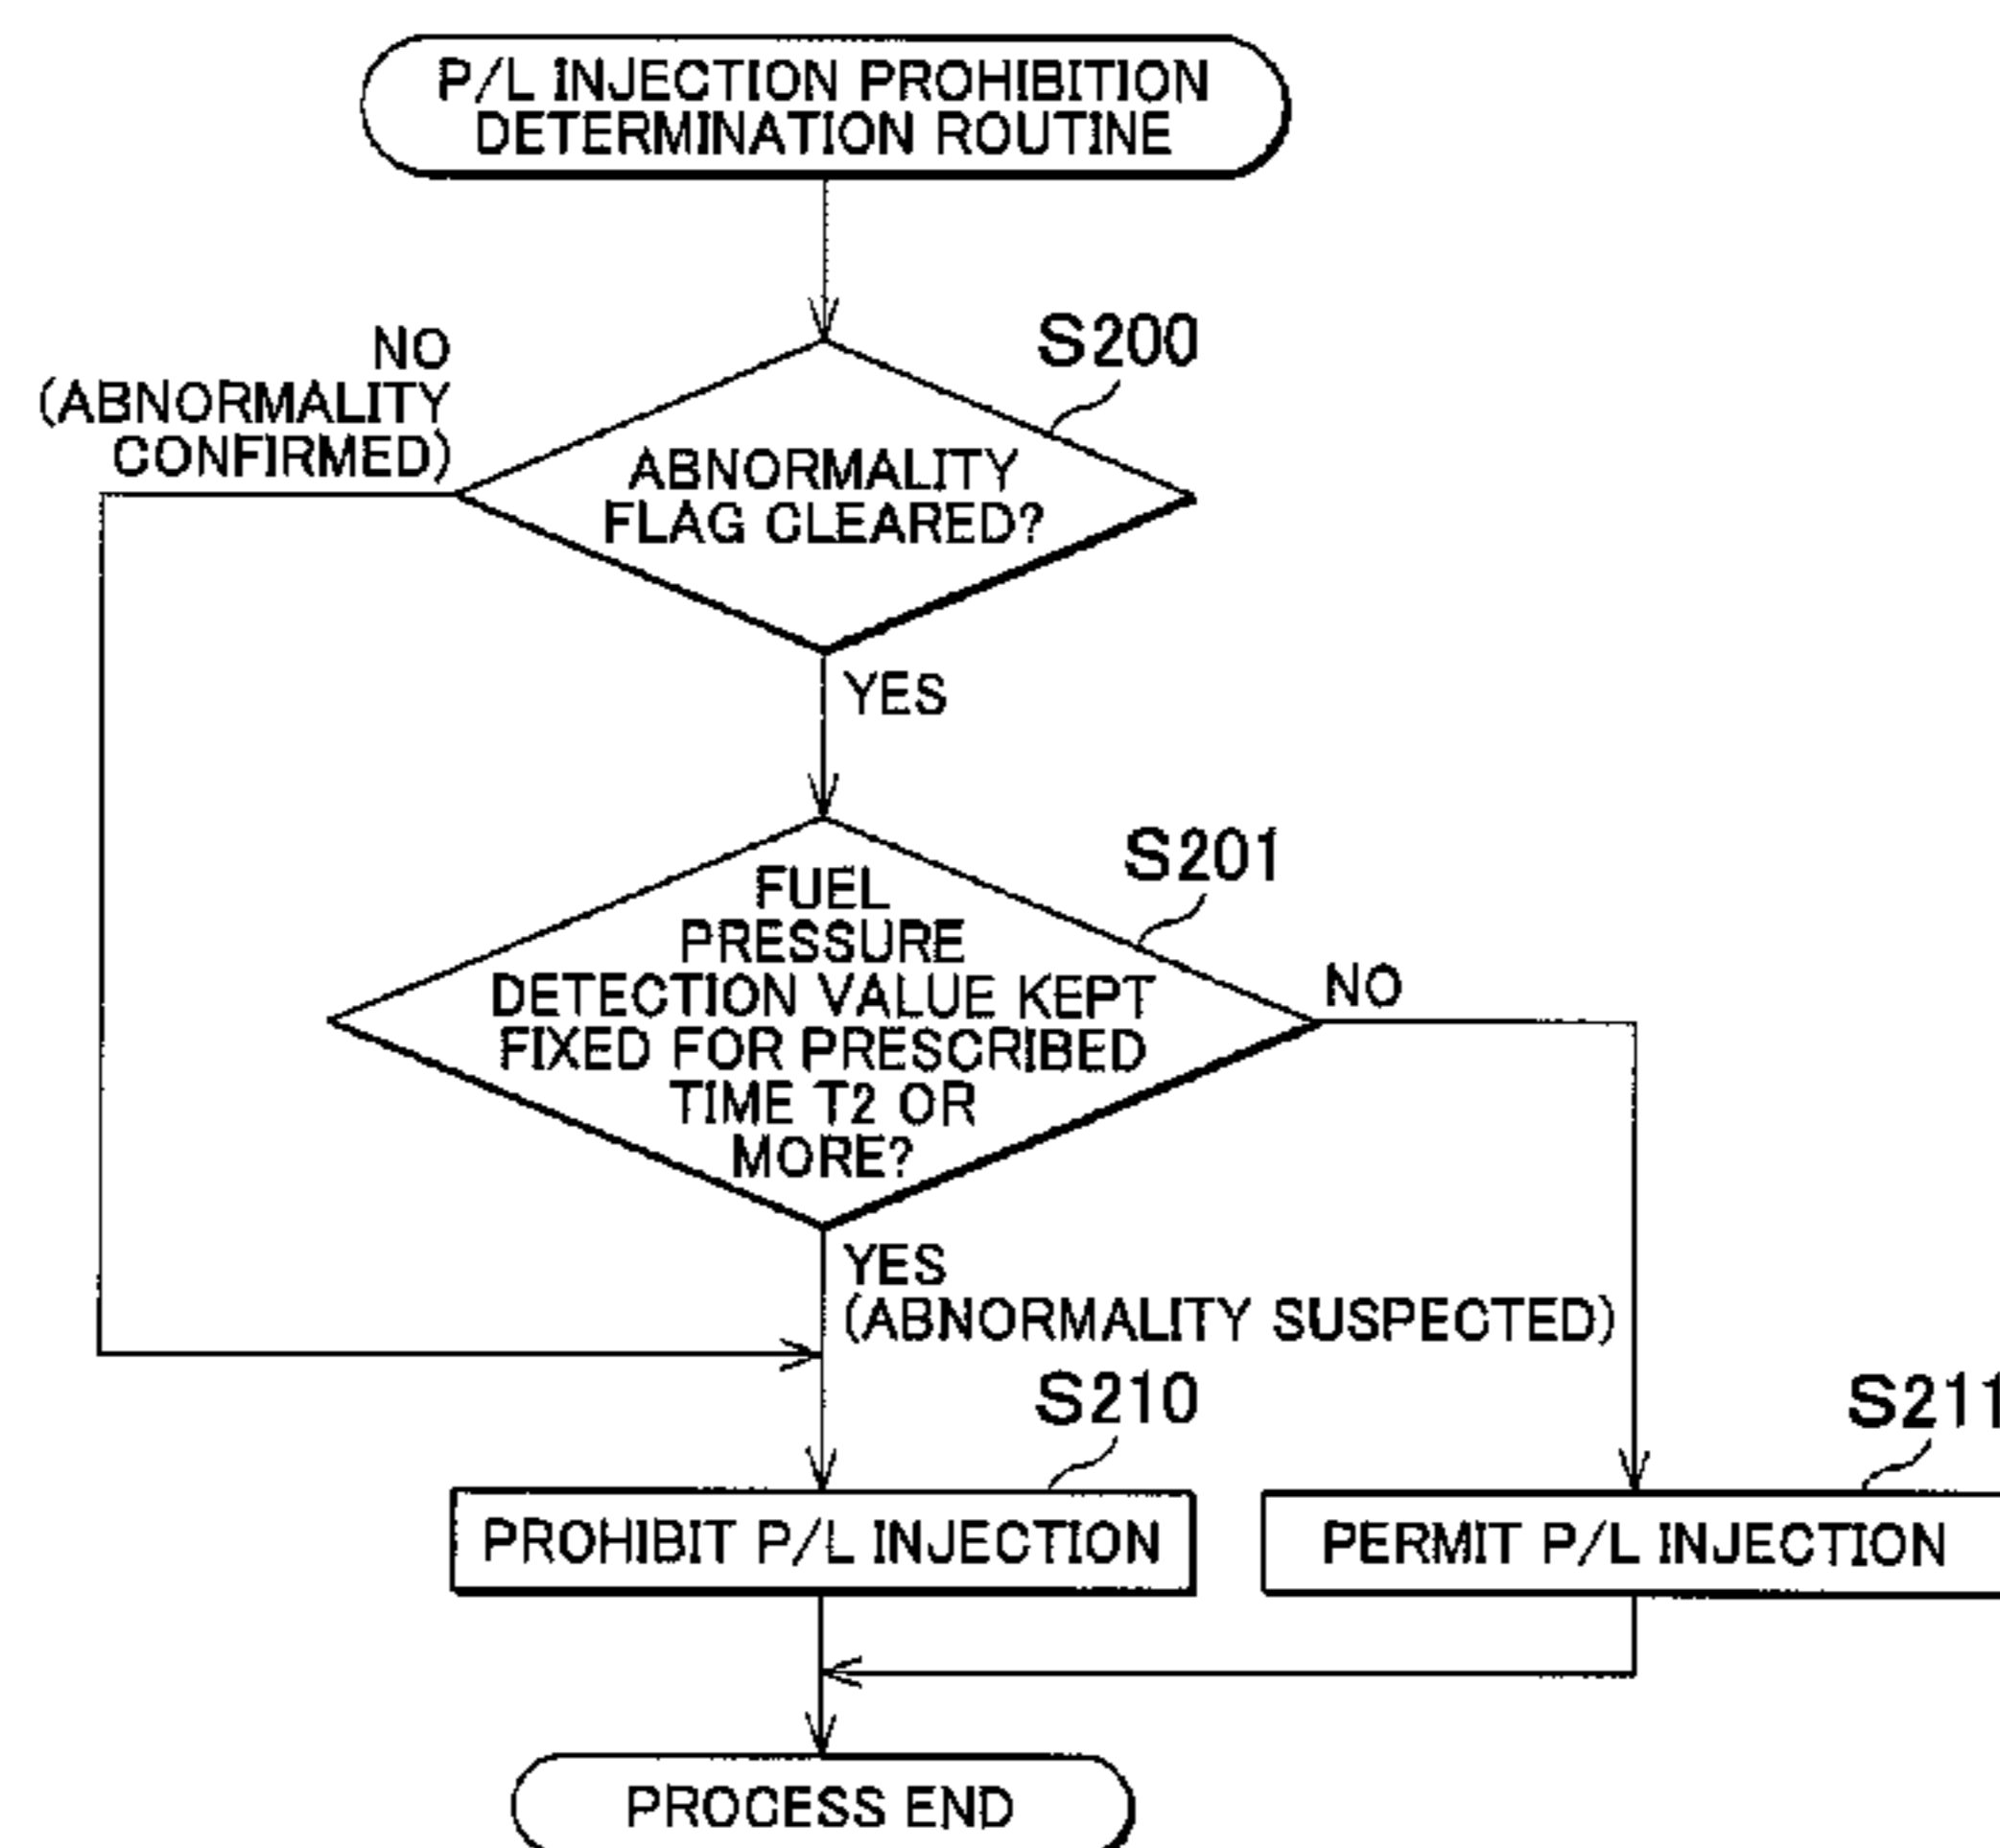 P/L INJECTION PROHIBITION
DETERMINATION ROUTINE
S200
NO
(ABNORMALITY
CONFIRMED)
ABNORMALITY
FLAG CLEARED?
YES
S201
FUEL
PRESSURE
DETECTION VALUE KEPT
FIXED FOR PRESCRIBED
TIME T2 OR
MORE?
NO
YES
(ABNORMALITY SUSPECTED)
S210
S211
PROHIBIT P/L INJECTION
PERMIT P/L INJECTION
PROCESS END